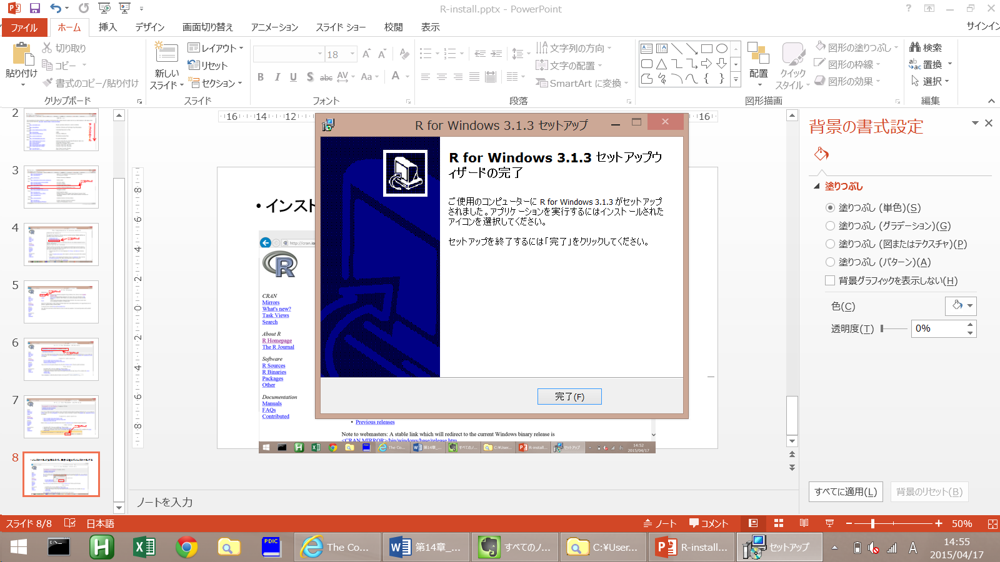 R-install.pptx - PowerPoint
ファイル ホーム 挿入 デザイン 画面切り替え アニメーション スライド ショー 校閲 表示 サインイン
貼り付け
切り取り
コピー
書式のコピー/貼り付け
クリップボード
新しい
スライド
レイアウト
リセット
セクション
スライド
18
B I U S abc AV Aa A
フォント
文字列の方向
文字の配置
SmartArt に変換
段落
配置
クイック
スタイル
図形の塗りつぶし
図形の枠線
図形の効果
図形描画
検索
置換
選択
編集
2
3
4
5
6
7
8
16 14 12 16
8 6 4 2 0 2 4 6 8
• インスト
http://cran.is
R
CRAN
Mirrors
What's new?
Task Views
Search
About R
R Homepage
The R Journal
Software
R Sources
R Binaries
Packages
Other
Documentation
Manuals
FAQs
Contributed
• Previous releases
Note to webmasters: A stable link which will redirect to the current Windows binary release is
<CRAN MIRROR>/bin/windows/base/release.htm
The Co... 第14章_... すべてのノ... C:¥User... R-install... セットアップ
14:52
2015/04/17
R for Windows 3.1.3 セットアップ
R for Windows 3.1.3 セットアップウ
ィザードの完了
ご使用のコンピューターに R for Windows 3.1.3 がセットアップ
されました。アプリケーションを実行するにはインストールされた
アイコンを選択してください。
セットアップを終了するには「完了」をクリックしてください。
完了(F)
背景の書式設定
塗りつぶし
塗りつぶし (単色)(S)
塗りつぶし (グラデーション)(G)
塗りつぶし (図またはテクスチャ)(P)
塗りつぶし (パターン)(A)
背景グラフィックを表示しない(H)
色(C)
透明度(T) 0%
すべてに適用(L) 背景のリセット(B)
ノートを入力
スライド 8/8 日本語 ノート コメント 50%
PDIC The Co... 第14章_... すべてのノ... C:¥User... R-install... セットアップ A
14:55
2015/04/17